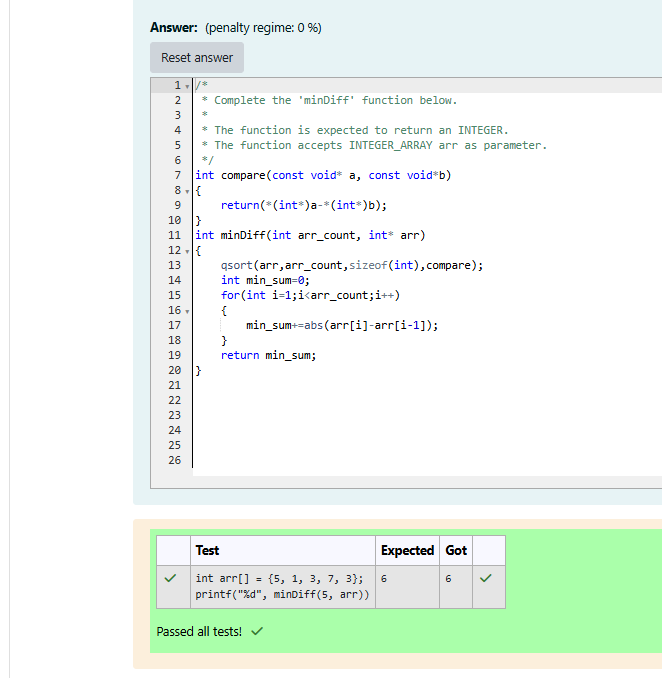 Answer: (penalty regime: 0 %)
Reset answer
1 /*
2  * Complete the 'minDiff' function below.
3  *
4  * The function is expected to return an INTEGER.
5  * The function accepts INTEGER_ARRAY arr as parameter.
6  */
7 int compare(const void* a, const void*b)
8 {
9     return(*(int*)a-*(int*)b);
10 }
11 int minDiff(int arr_count, int* arr)
12 {
13     qsort(arr,arr_count,sizeof(int),compare);
14     int min_sum=0;
15     for(int i=1;i<arr_count;i++)
16     {
17         min_sum+=abs(arr[i]-arr[i-1]);
18     }
19     return min_sum;
20 }
21
22
23
24
25
26
Test Expected Got
int arr[] = {5, 1, 3, 7, 3}; 6 6
printf("%d", minDiff(5, arr))
Passed all tests!